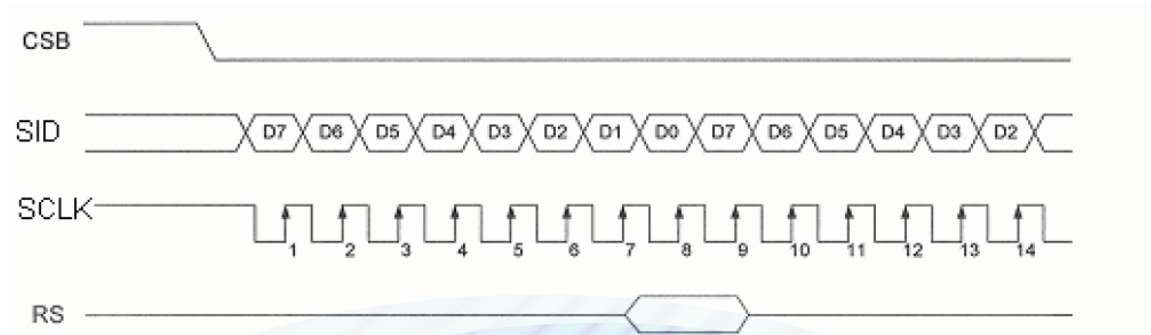 CSB
SID D7 D6 D5 D4 D3 D2 D1 D0 D7 D6 D5 D4 D3 D2
SCLK
1 2 3 4 5 6 7 8 9 10 11 12 13 14
RS